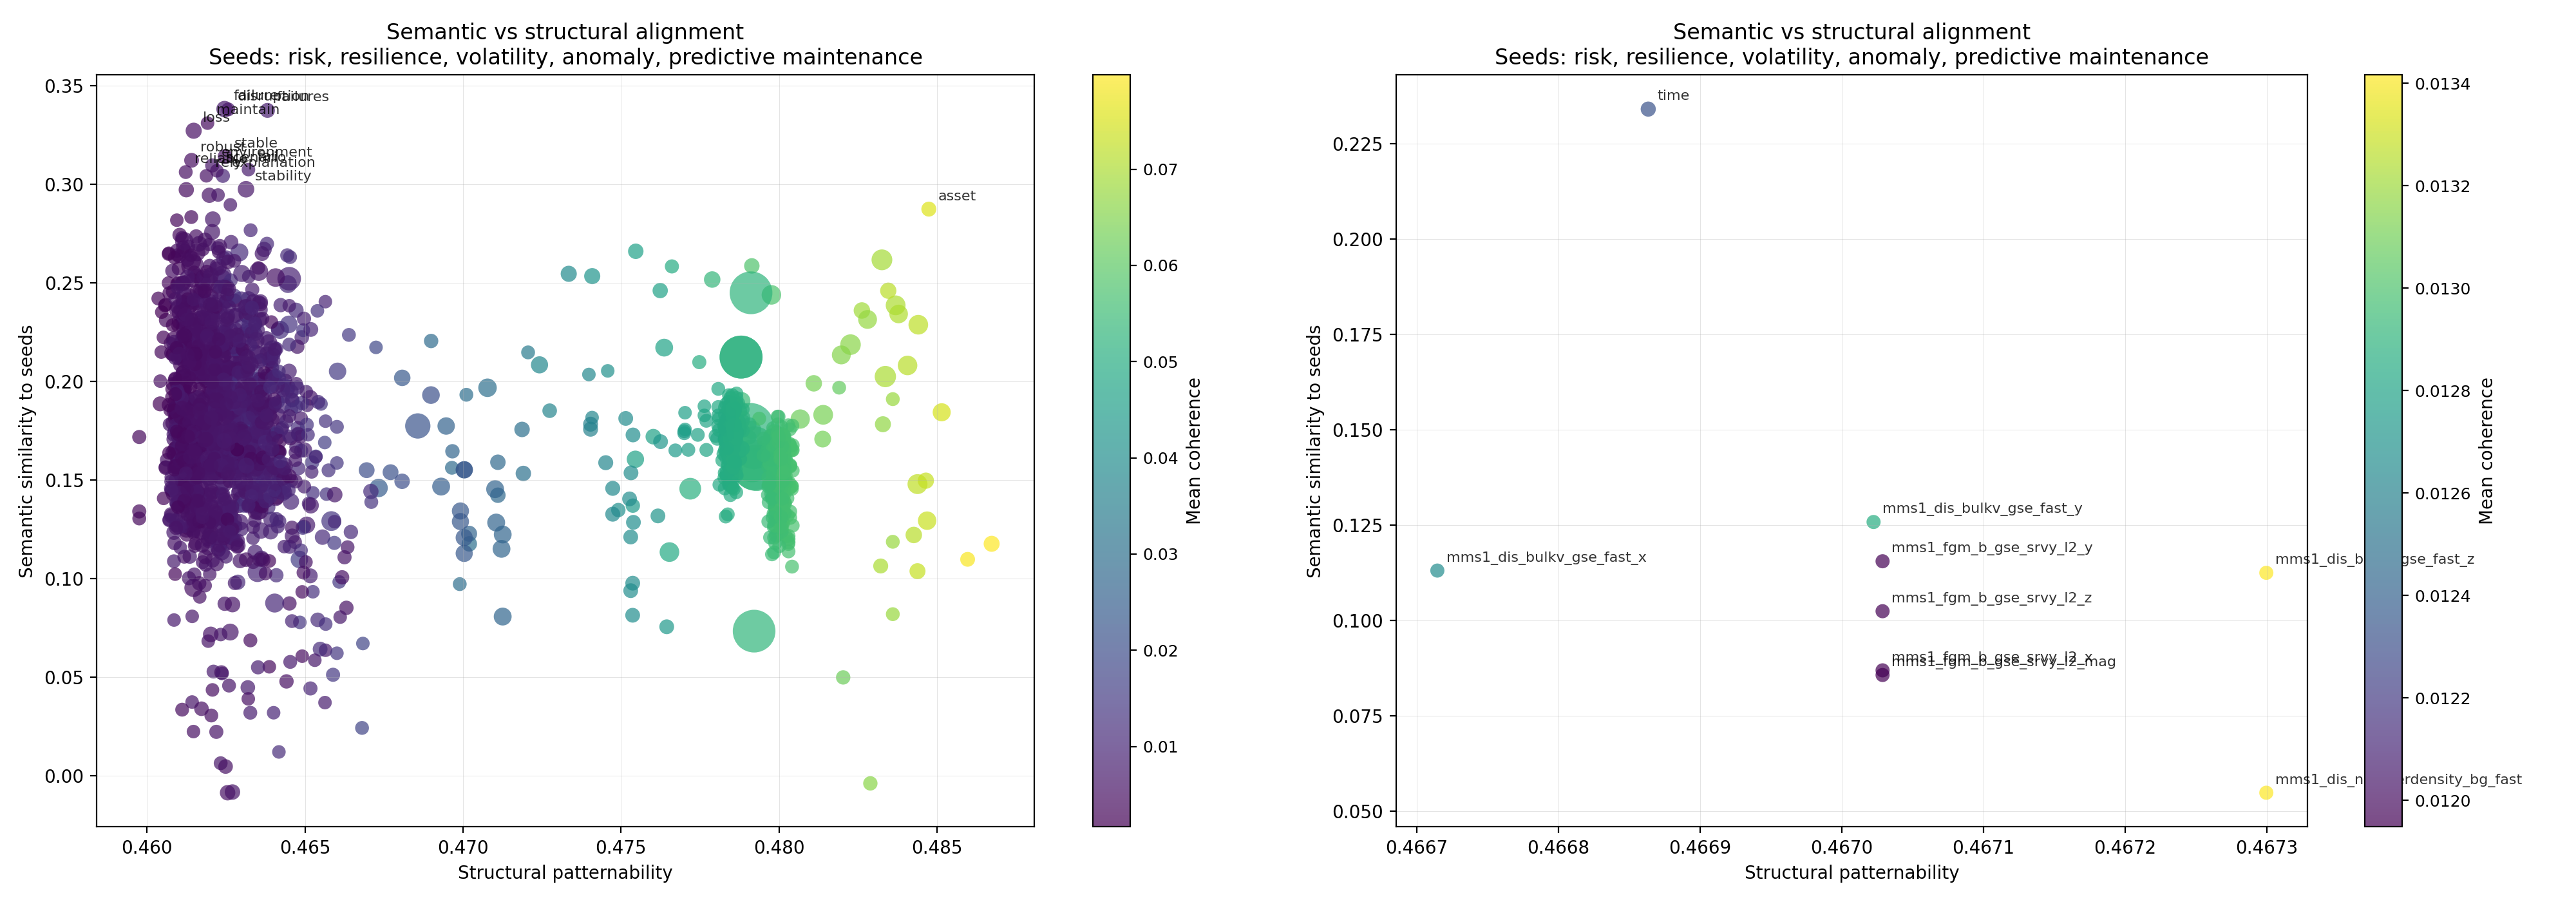 Semantic vs structural alignment
Seeds: risk, resilience, volatility, anomaly, predictive maintenance
Semantic similarity to seeds
0.35
0.30
0.25
0.20
0.15
0.10
0.05
0.00
failures
maintain
loss
stable
robust
environment
explanation
stability
asset
0.460
0.465
0.470
0.475
0.480
0.485
Structural patternability
0.07
0.06
0.05
0.04
0.03
0.02
0.01
Mean coherence
Semantic vs structural alignment
Seeds: risk, resilience, volatility, anomaly, predictive maintenance
Semantic similarity to seeds
0.225
0.200
0.175
0.150
0.125
0.100
0.075
0.050
time
mms1_dis_bulkv_gse_fast_y
mms1_fgm_b_gse_srvy_l2_y
mms1_dis_bulkv_gse_fast_x
mms1_fgm_b_gse_srvy_l2_z
mms1_fgm_b_gse_srvy_l2_x
mms1_fgm_b_gse_srvy_l2_mag
0.4667
0.4668
0.4669
0.4670
0.4671
0.4672
0.4673
Structural patternability
0.0134
0.0132
0.0130
0.0128
0.0126
0.0124
0.0122
0.0120
Mean coherence